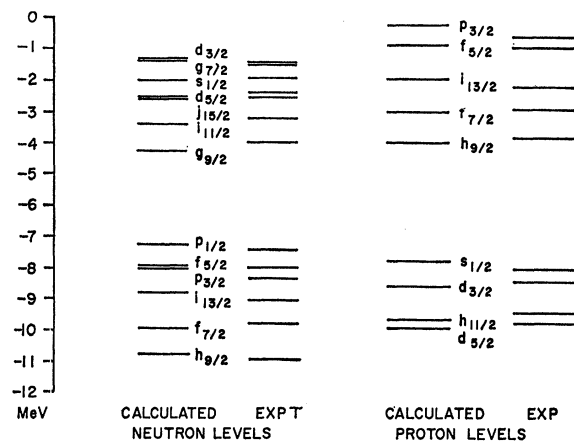 0
-1
-2
-3
-4
-5
-6
-7
-8
-9
-10
-11
-12
MeV
d3/2
g7/2
s1/2
d5/2
j15/2
i11/2
g9/2
p1/2
f5/2
p3/2
i13/2
f7/2
h9/2
CALCULATED EXPT
NEUTRON LEVELS
p3/2
f5/2
i13/2
f7/2
h9/2
s1/2
d3/2
h11/2
d5/2
CALCULATED EXP
PROTON LEVELS